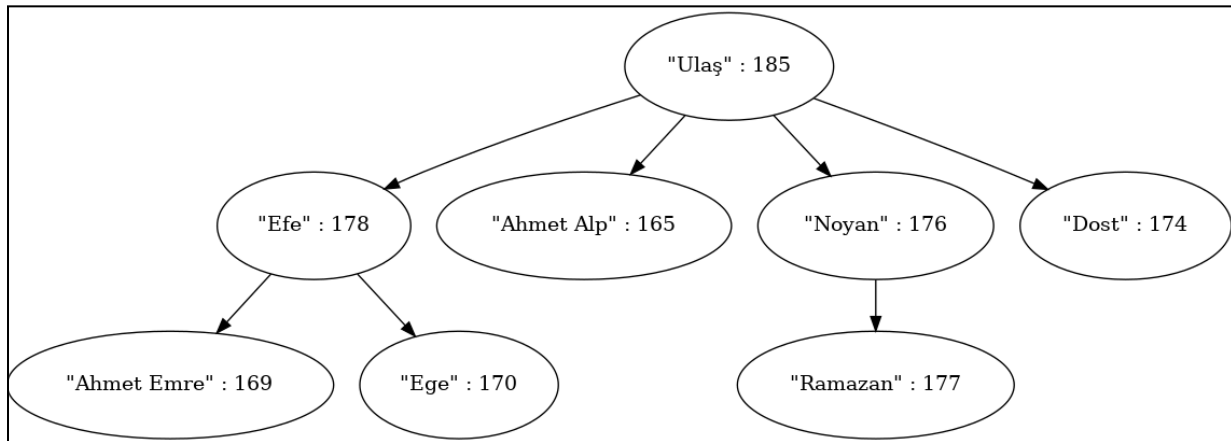 "Ulaş" : 185
"Efe" : 178
"Ahmet Alp" : 165
"Noyan" : 176
"Dost" : 174
"Ahmet Emre" : 169
"Ege" : 170
"Ramazan" : 177